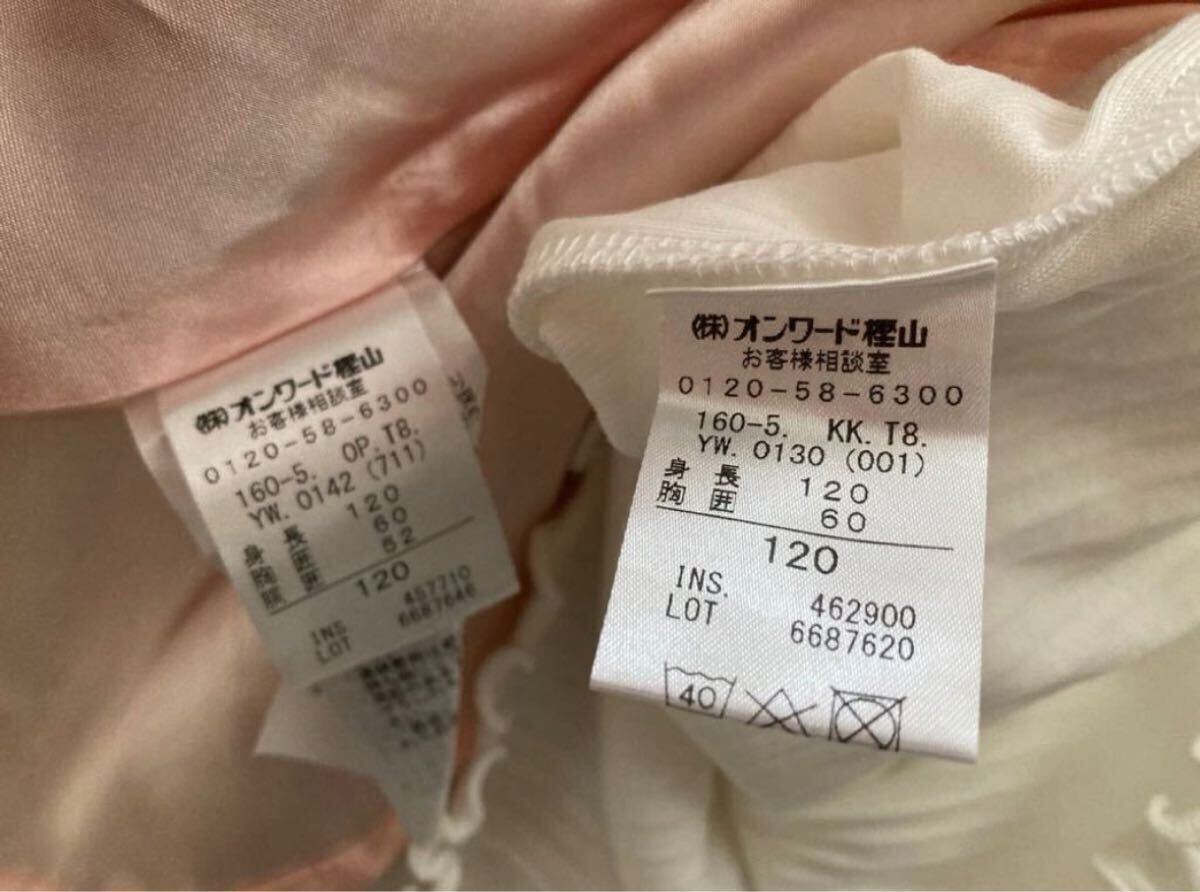 (株)オンワード樫山
お客様相談室
0120-58-6300
160-5. OP.T8.
YW. 0142 (711)
身長 120
胸囲 60
胴囲 52
120
INS 457710
LOT 6687646
(株)オンワード樫山
お客様相談室
0120-58-6300
160-5. KK.T8.
YW. 0130 (001)
身長 120
胸囲 60
120
INS. 462900
LOT 6687620
40